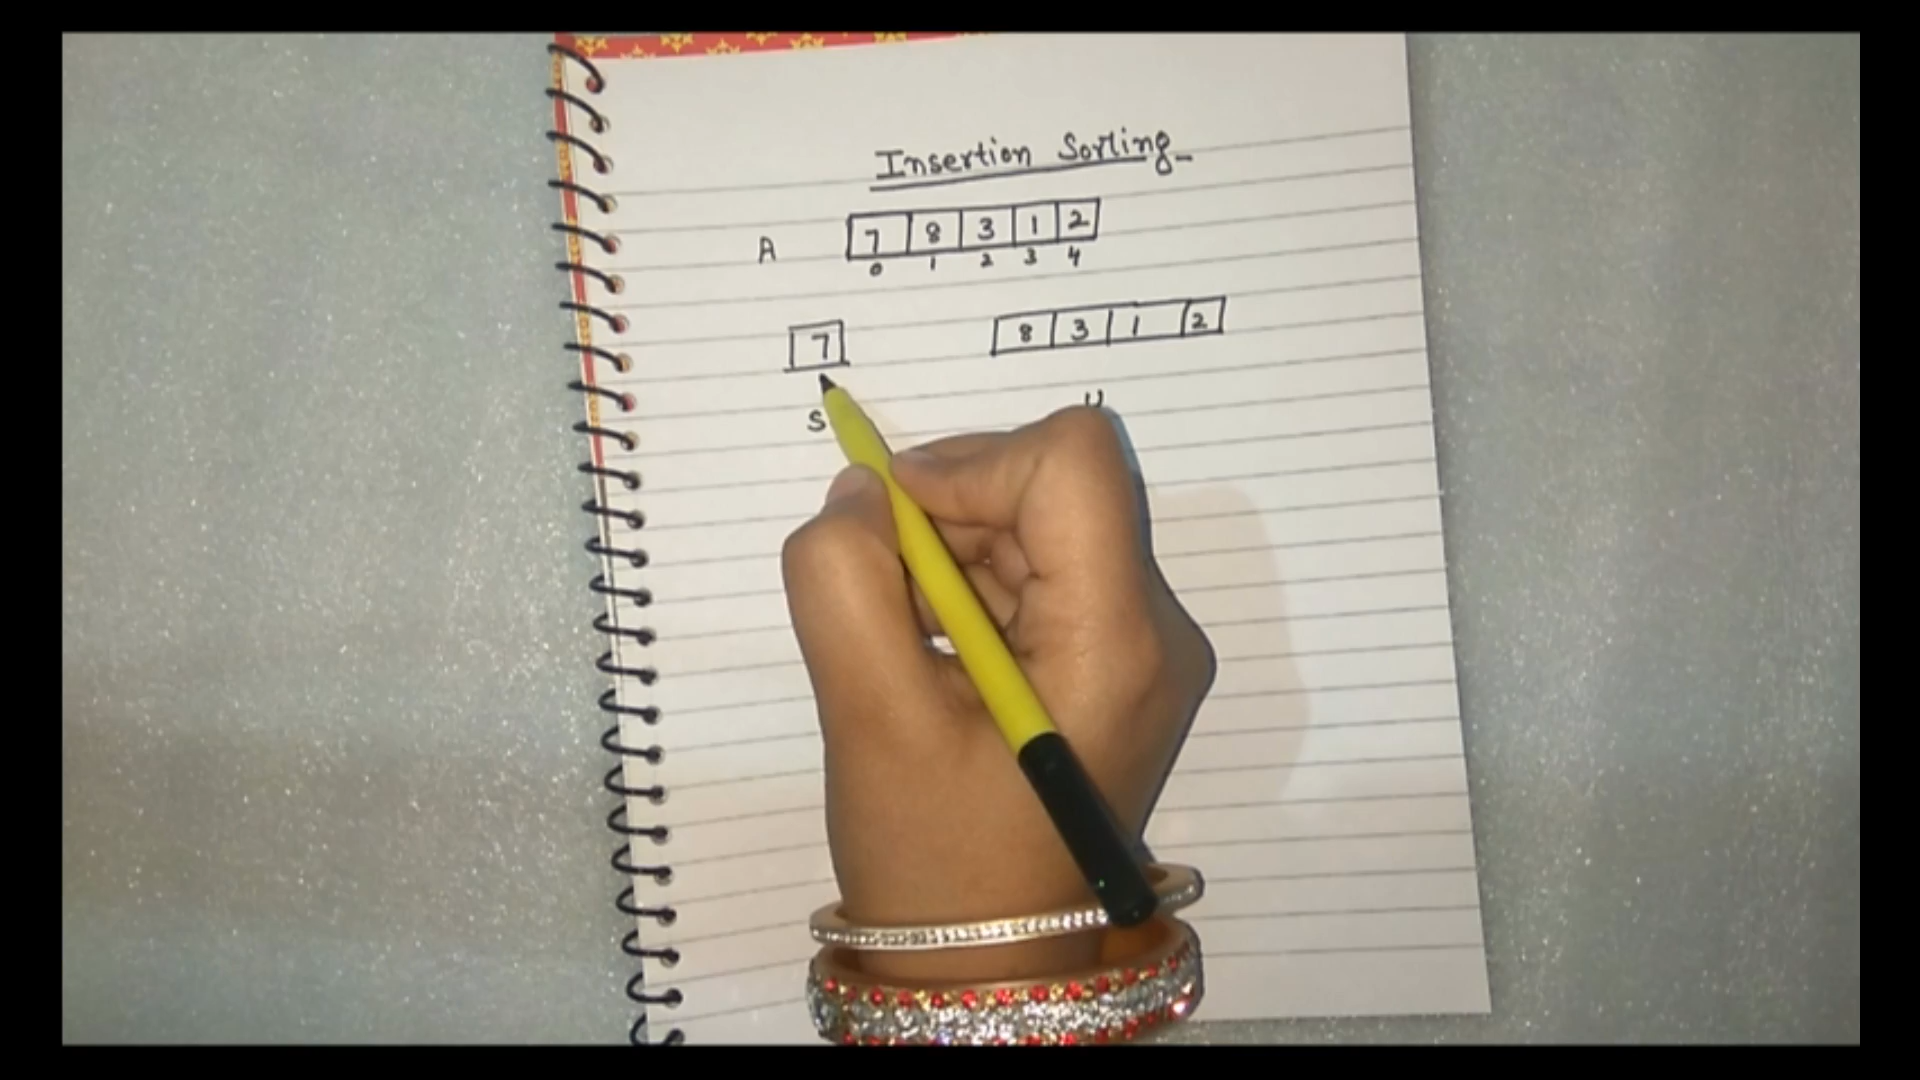 Insertion Sorting
A 7 8 3 1 2
0 1 2 3 4
7 8 3 1 2
S U